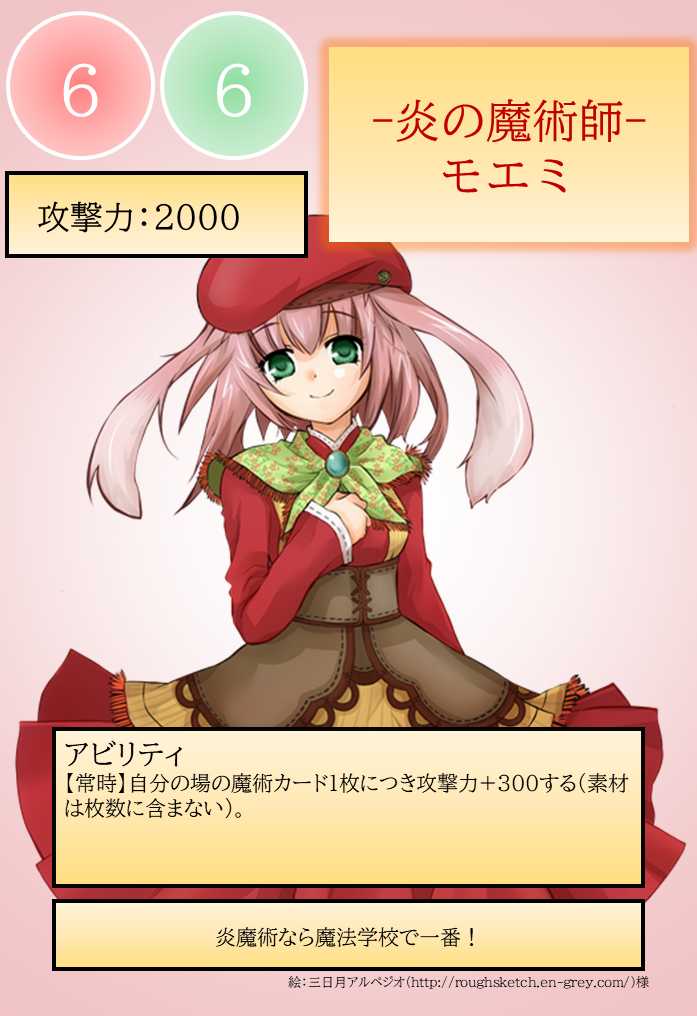 6 6
-炎の魔術師-
モエミ
攻撃力：2000
アビリティ
【常時】自分の場の魔術カード1枚につき攻撃力＋300する（素材
は枚数に含まない）。
炎魔術なら魔法学校で一番！
絵：三日月アルペジオ（http://roughsketch.en-grey.com/）様